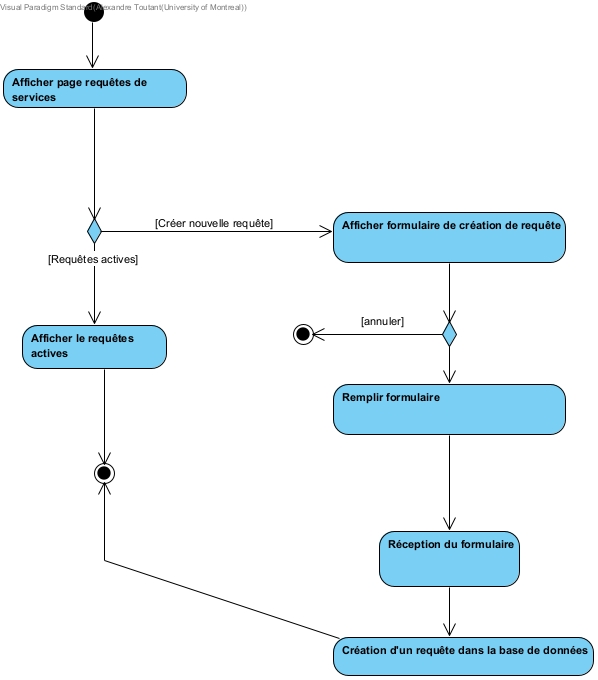 Visual Paradigm Standard(Alexandre Toutant(University of Montreal))
Afficher page requêtes de
services
[Créer nouvelle requête]
Afficher formulaire de création de requête
[Requêtes actives]
[annuler]
Afficher le requêtes
actives
Remplir formulaire
Réception du formulaire
Création d'un requête dans la base de données